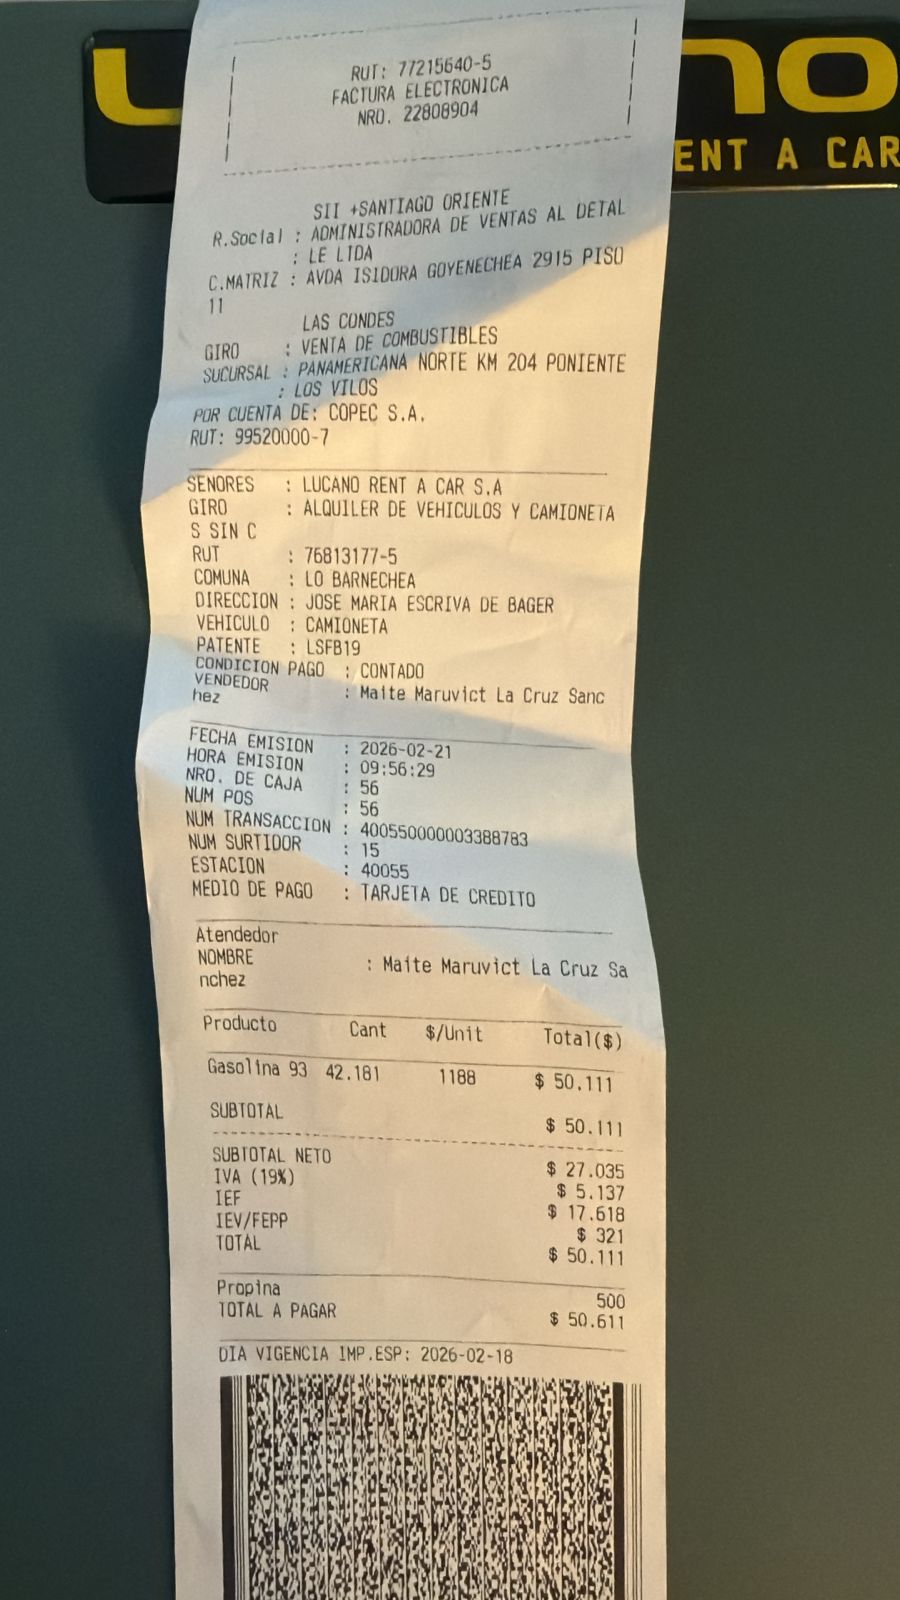 RUT: 77215640-5
FACTURA ELECTRONICA
NRO. 22808904
ENT A CAR
SII +SANTIAGO ORIENTE
R.Social : ADMINISTRADORA DE VENTAS AL DETAL
: LE LTDA
C.MATRIZ : AVDA ISIDORA GOYENECHEA 2915 PISO
11
LAS CONDES
GIRO : VENTA DE COMBUSTIBLES
SUCURSAL : PANAMERICANA NORTE KM 204 PONIENTE
: LOS VILOS
POR CUENTA DE: COPEC S.A.
RUT: 99520000-7
SENORES : LUCANO RENT A CAR S.A
GIRO : ALQUILER DE VEHICULOS Y CAMIONETA
S SIN C
RUT : 76813177-5
COMUNA : LO BARNECHEA
DIRECCION : JOSE MARIA ESCRIVA DE BAGER
VEHICULO : CAMIONETA
PATENTE : LSFB19
CONDICION PAGO : CONTADO
VENDEDOR : Maite Maruvict La Cruz Sanc
hez
FECHA EMISION : 2026-02-21
HORA EMISION : 09:56:29
NRO. DE CAJA : 56
NUM POS : 56
NUM TRANSACCION : 400550000003388783
NUM SURTIDOR : 15
ESTACION : 40055
MEDIO DE PAGO : TARJETA DE CREDITO
Atendedor
NOMBRE : Maite Maruvict La Cruz Sa
nchez
Producto Cant $/Unit Total($)
Gasolina 93 42.181 1188 $ 50.111
SUBTOTAL $ 50.111
SUBTOTAL NETO $ 27.035
IVA (19%) $ 5.137
IEF $ 17.618
IEV/FEPP $ 321
TOTAL $ 50.111
Propina 500
TOTAL A PAGAR $ 50.611
DIA VIGENCIA IMP.ESP: 2026-02-18